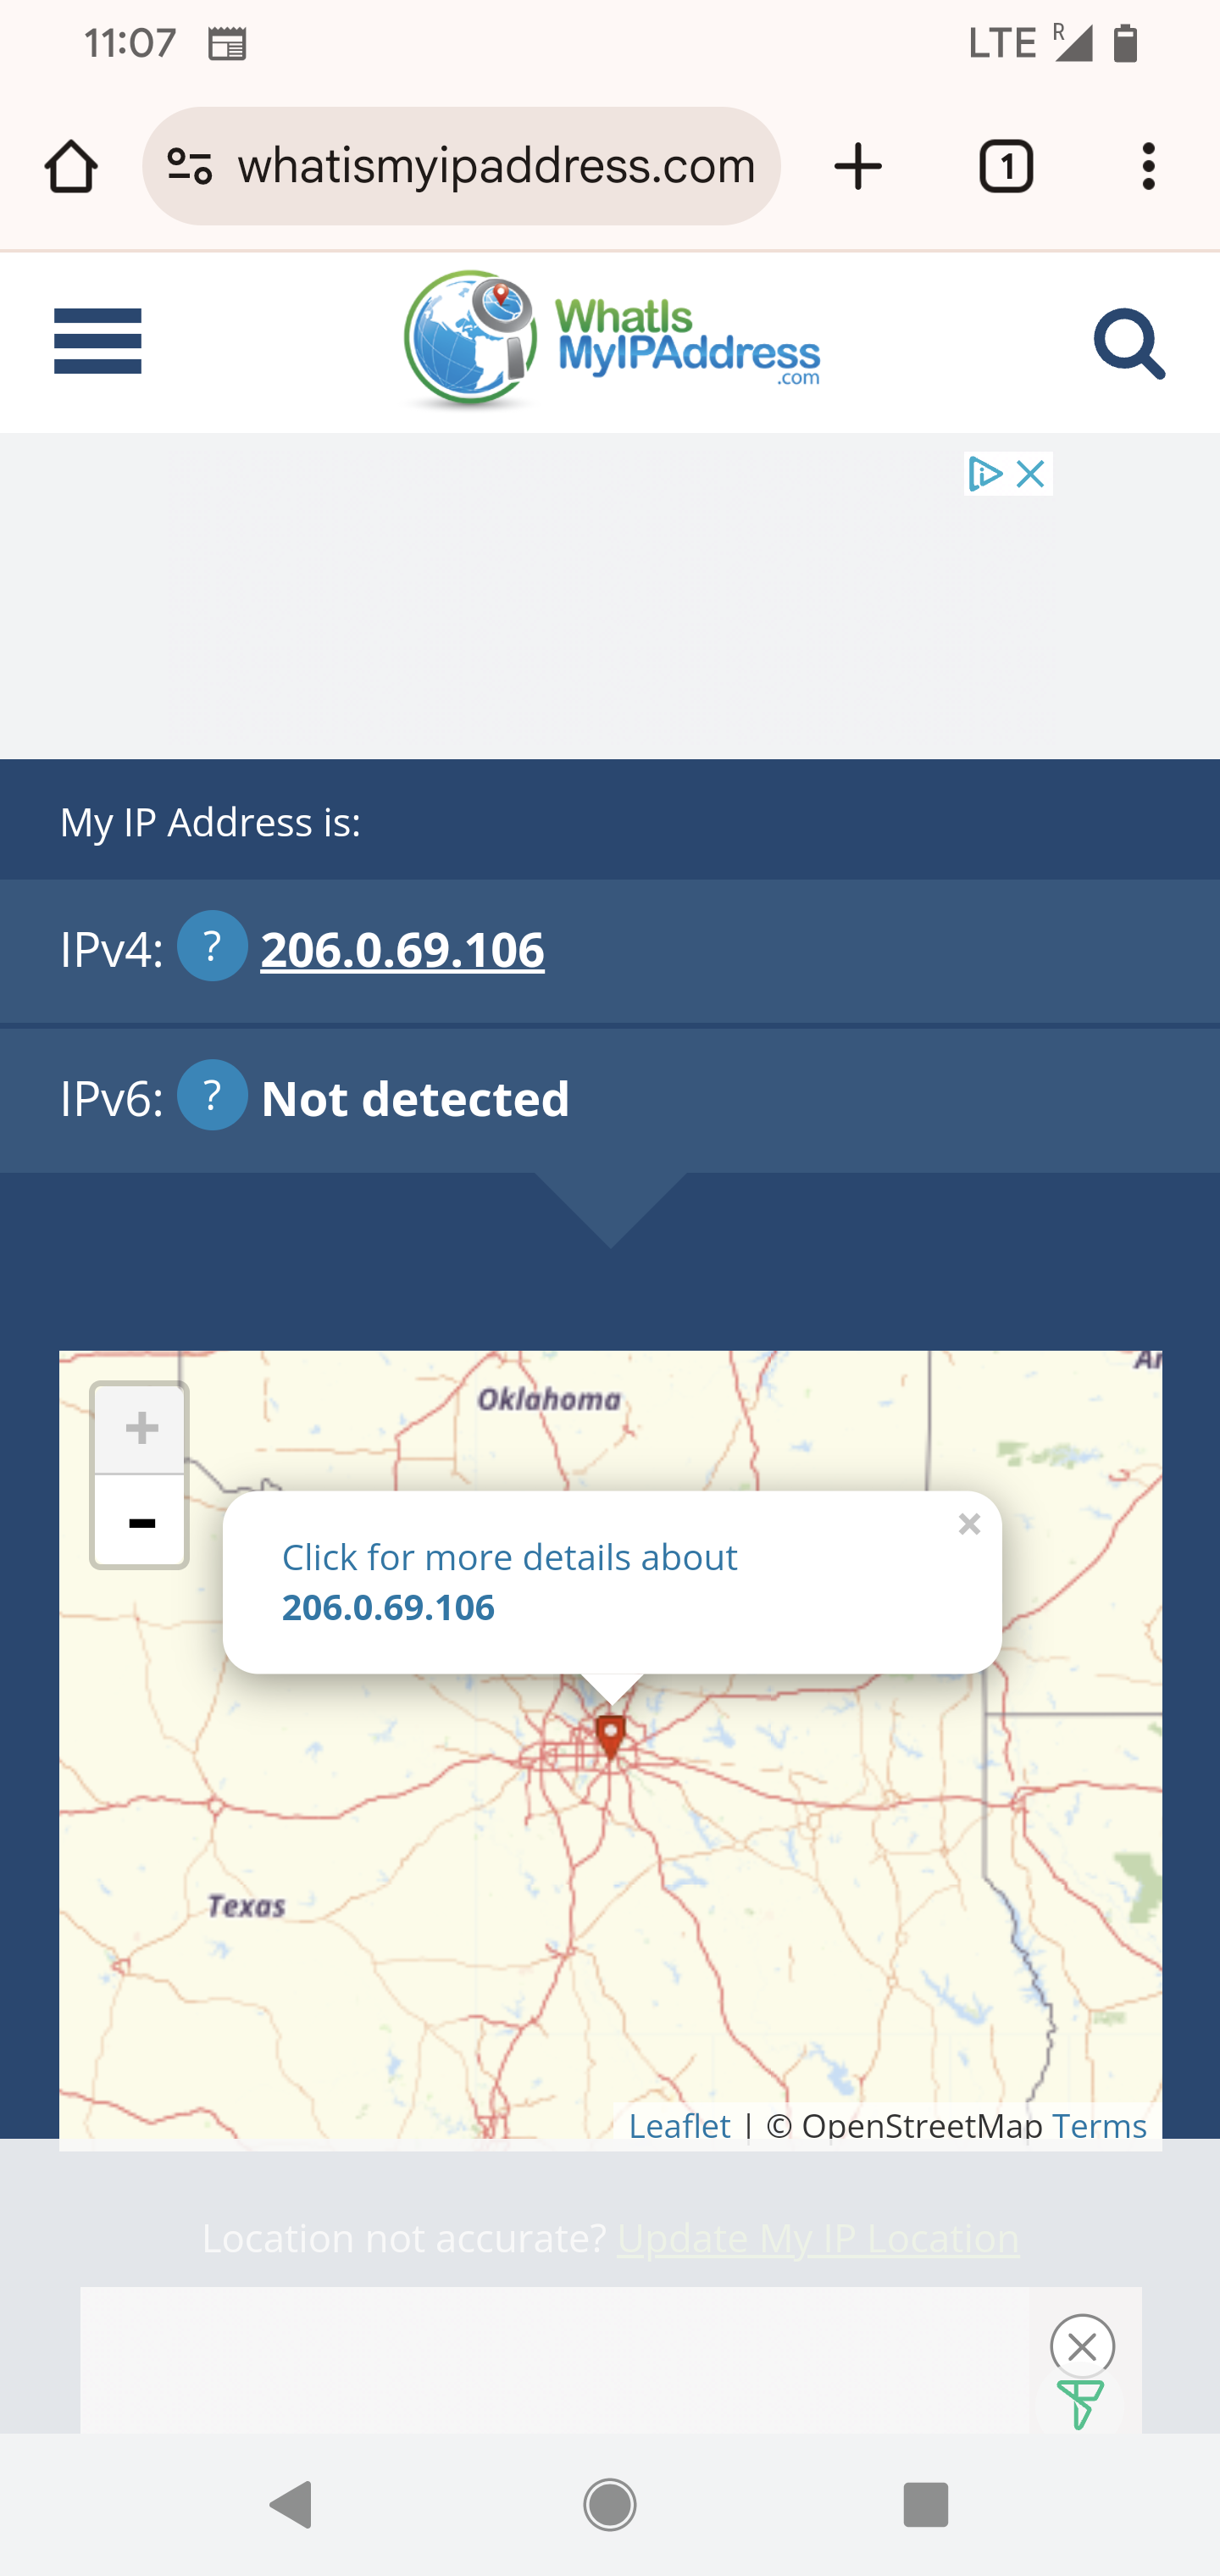 11:07
LTE R
whatismyipaddress.com
1
WhatIs
MyIPAddress
.com
My IP Address is:
IPv4: ? 206.0.69.106
IPv6: ? Not detected
+
-
Oklahoma
Ar
Click for more details about
206.0.69.106
×
Texas
Leaflet | © OpenStreetMap Terms
Location not accurate? Update My IP Location